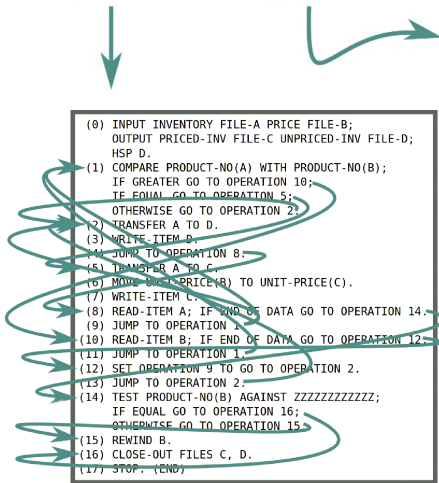 (0) INPUT INVENTORY FILE-A PRICE FILE-B;
OUTPUT PRICED-INV FILE-C UNPRICED-INV FILE-D;
HSP D.
(1) COMPARE PRODUCT-NO(A) WITH PRODUCT-NO(B);
IF GREATER GO TO OPERATION 10;
IF EQUAL GO TO OPERATION 5;
OTHERWISE GO TO OPERATION 2.
(2) TRANSFER A TO D.
(3) WRITE-ITEM D.
(4) JUMP TO OPERATION 8.
(5) TRANSFER A TO C.
(6) MOVE UNIT-PRICE(B) TO UNIT-PRICE(C).
(7) WRITE-ITEM C.
(8) READ-ITEM A; IF END OF DATA GO TO OPERATION 14.
(9) JUMP TO OPERATION 1.
(10) READ-ITEM B; IF END OF DATA GO TO OPERATION 12.
(11) JUMP TO OPERATION 1.
(12) SET OPERATION 9 TO GO TO OPERATION 2.
(13) JUMP TO OPERATION 2.
(14) TEST PRODUCT-NO(B) AGAINST ZZZZZZZZZZZZ;
IF EQUAL GO TO OPERATION 16;
OTHERWISE GO TO OPERATION 15.
(15) REWIND B.
(16) CLOSE-OUT FILES C, D.
(17) STOP. (END)